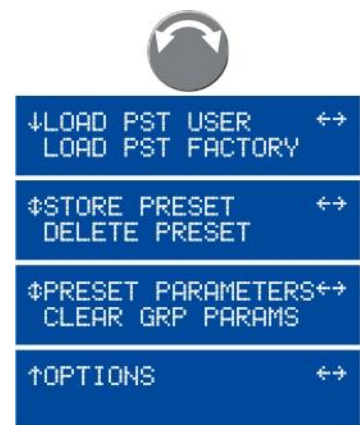 ↓LOAD PST USER ↔
LOAD PST FACTORY
↕STORE PRESET ↔
DELETE PRESET
↕PRESET PARAMETERS↔
CLEAR GRP PARAMS
↑OPTIONS ↔